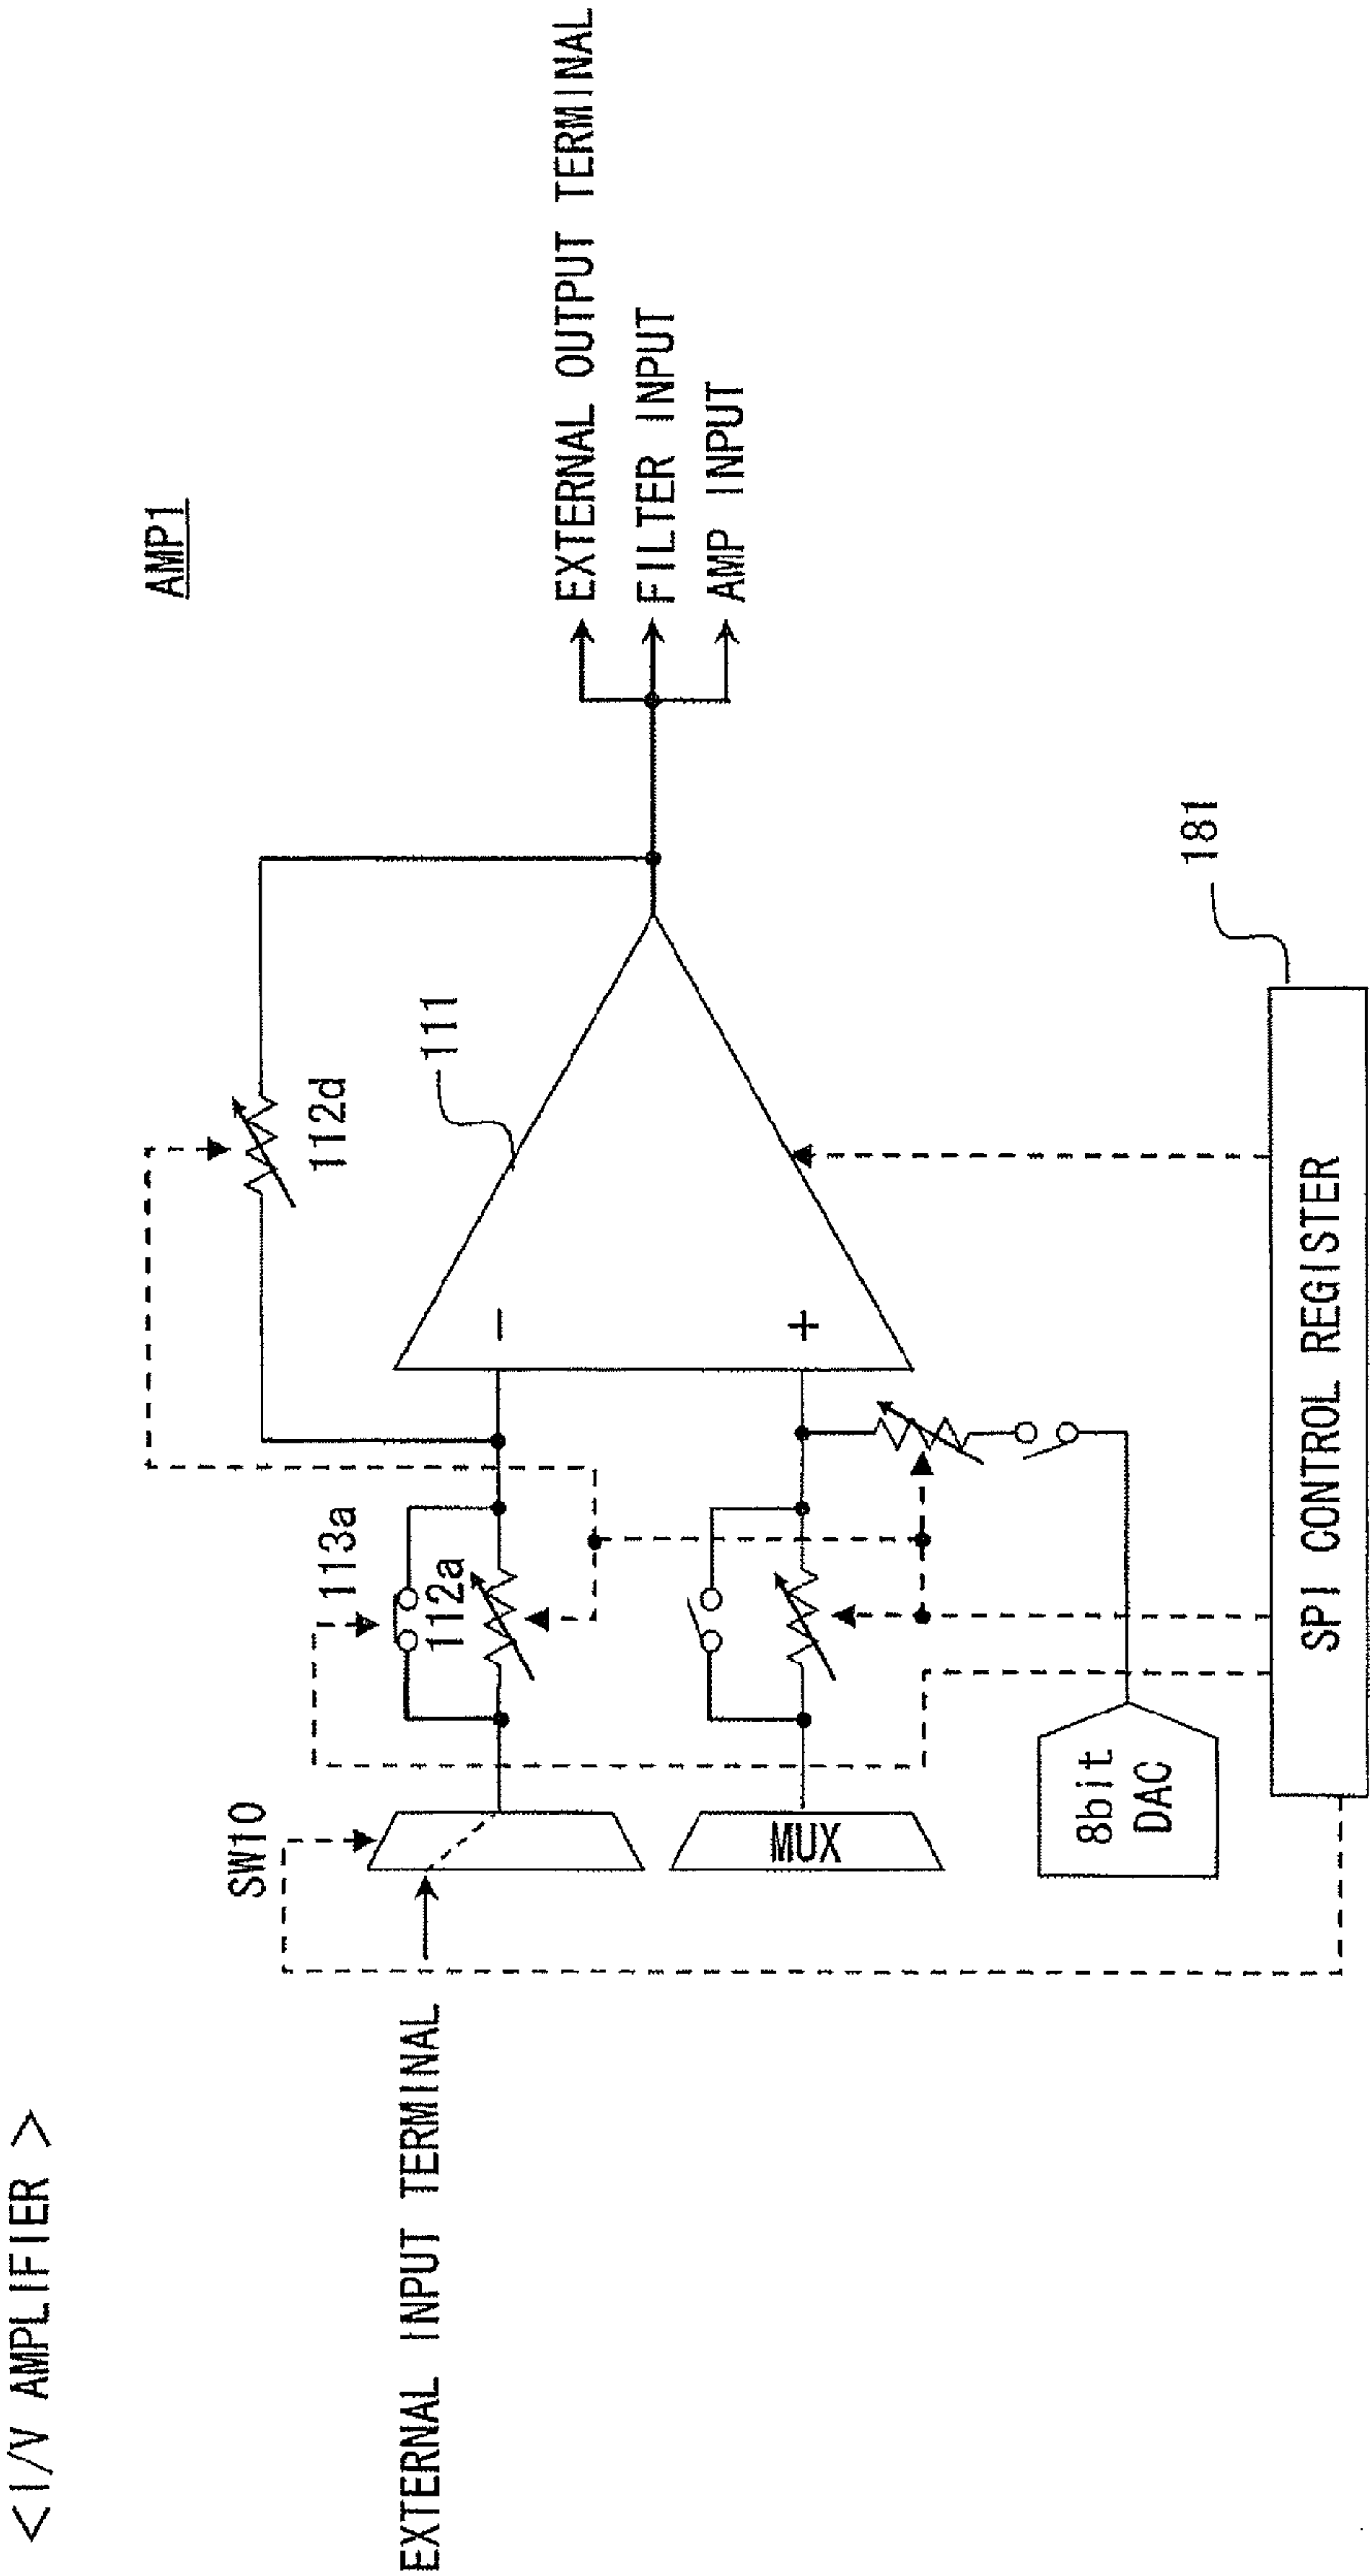 <I/V AMPLIFIER>
AMP1
EXTERNAL INPUT TERMINAL
SW10
113a
112a
112d
111
−
+
MUX
8bit
DAC
EXTERNAL OUTPUT TERMINAL
FILTER INPUT
AMP INPUT
181
SPI CONTROL REGISTER